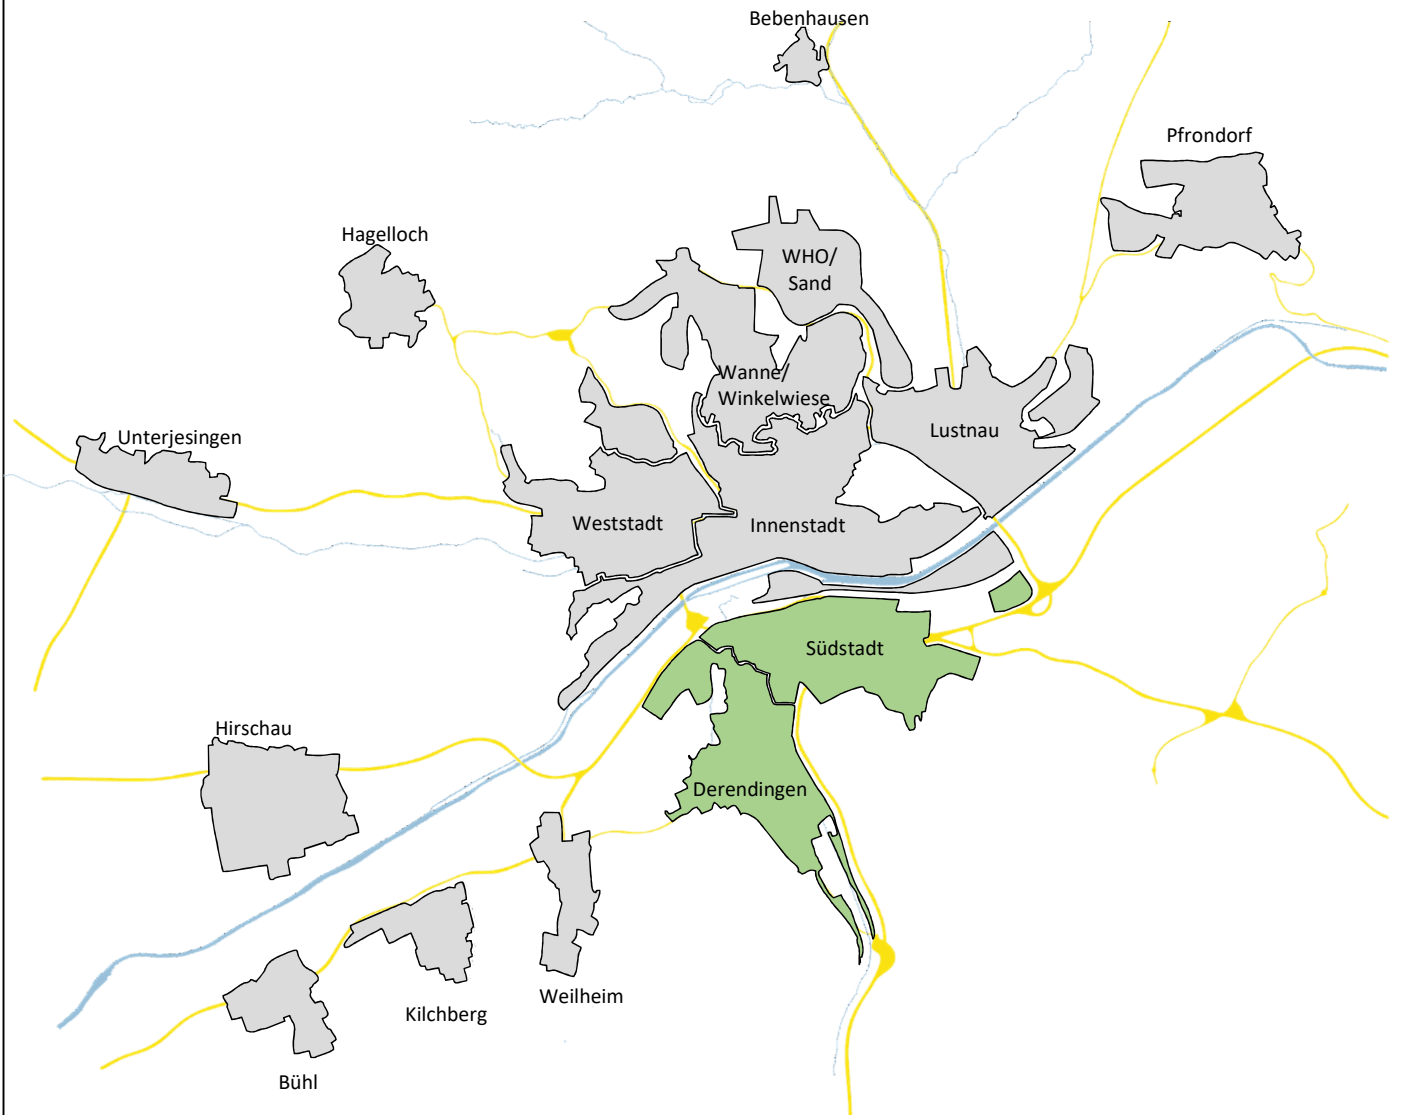 Bebenhausen
Pfrondorf
Hagelloch
WHO/
Sand
Wanne/
Winkelwiese
Unterjesingen
Lustnau
Weststadt
Innenstadt
Südstadt
Hirschau
Derendingen
Weilheim
Kilchberg
Bühl